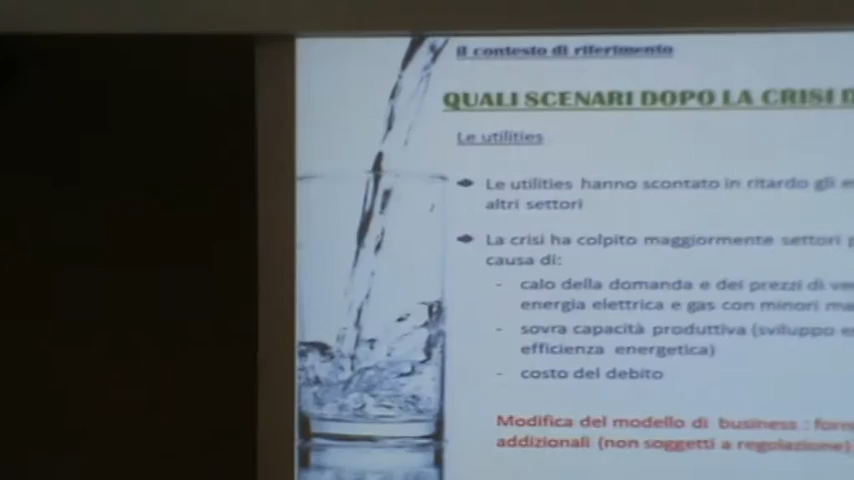 il contesto di riferimento
QUALI SCENARI DOPO LA CRISI D
Le utilities
Le utilities hanno scontato in ritardo gli
altri settori
La crisi ha colpito maggiormente settori
causa di:
- calo della domanda e dei prezzi di
energia elettrica e gas con minori
- sovra capacità produttiva (sviluppo
efficienza energetica)
- costo del debito
Modifica del modello di business :
addizionali (non soggetti a regolazione)